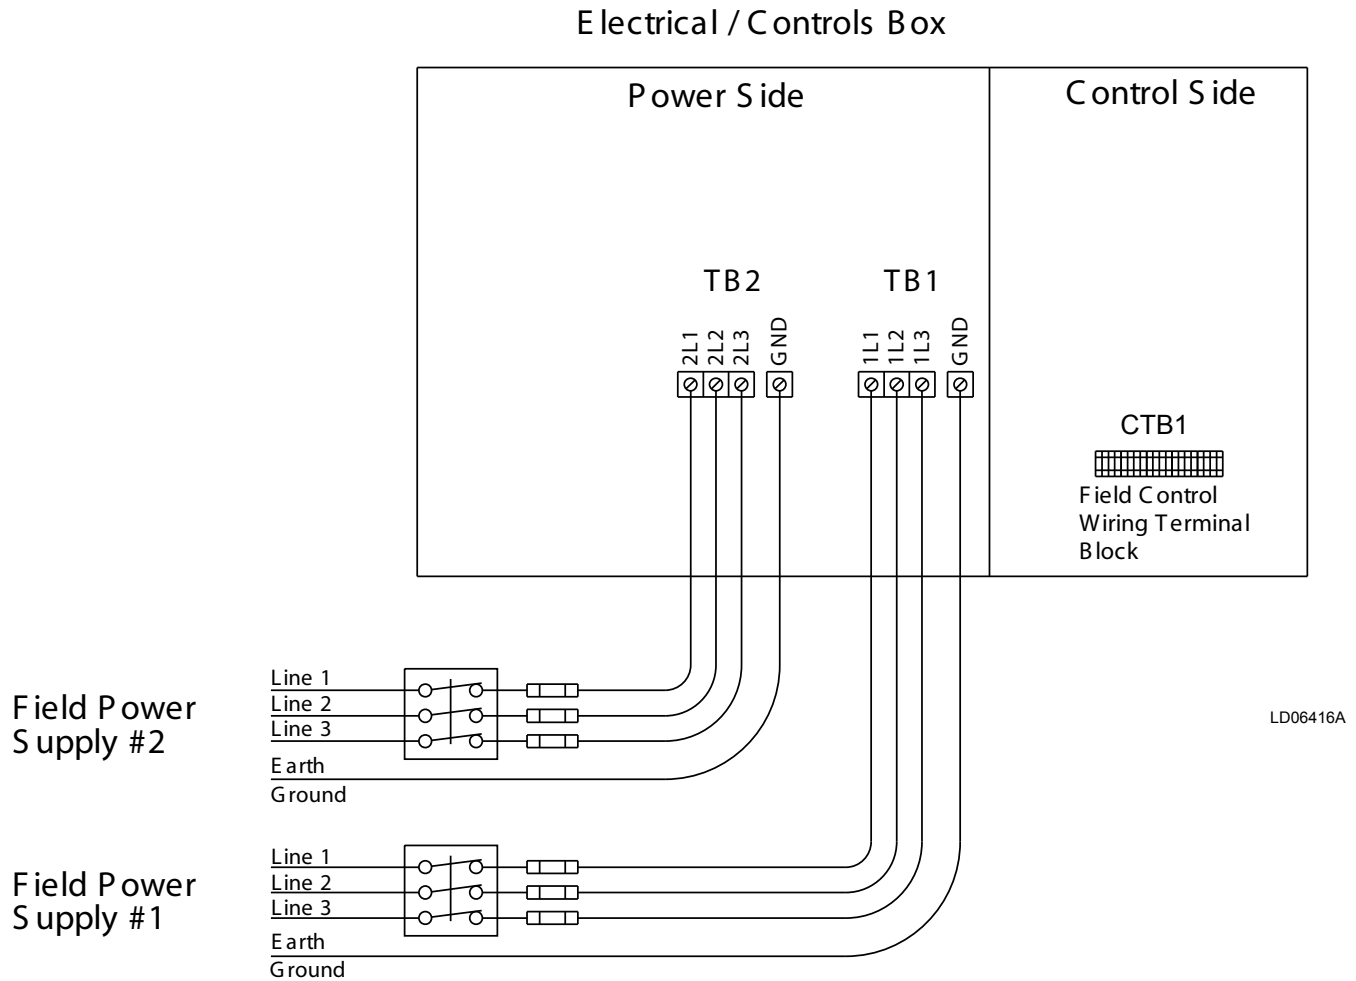 Electrical / Controls Box
Power Side
Control Side
TB2
TB1
2L1
2L2
2L3
GND
1L1
1L2
1L3
GND
CTB1
Field Control
Wiring Terminal
Block
Field Power
Supply #2
Line 1
Line 2
Line 3
Earth
Ground
LD06416A
Field Power
Supply #1
Line 1
Line 2
Line 3
Earth
Ground